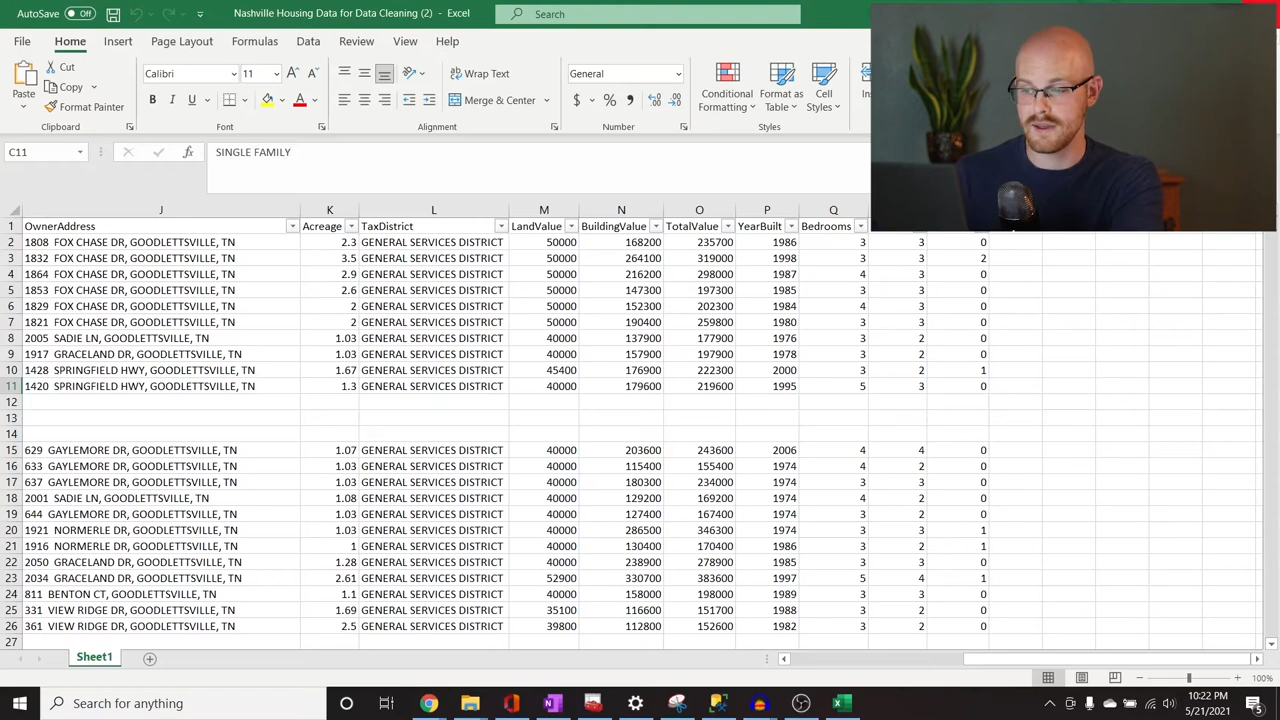 AutoSave Off Nashville Housing Data for Data Cleaning (2) - Excel Search
File Home Insert Page Layout Formulas Data Review View Help
Paste Cut Copy Format Painter
Calibri 11 Wrap Text General
B I U A Merge & Center $ % 9 Conditional Formatting Format as Table Cell Styles
Clipboard Font Alignment Number Styles
C11 fx SINGLE FAMILY
J K L M N O P Q
1 OwnerAddress Acreage TaxDistrict LandValue BuildingValue TotalValue YearBuilt Bedrooms
2 1808 FOX CHASE DR, GOODLETTSVILLE, TN 2.3 GENERAL SERVICES DISTRICT 50000 168200 235700 1986 3 3 0
3 1832 FOX CHASE DR, GOODLETTSVILLE, TN 3.5 GENERAL SERVICES DISTRICT 50000 264100 319000 1998 3 3 2
4 1864 FOX CHASE DR, GOODLETTSVILLE, TN 2.9 GENERAL SERVICES DISTRICT 50000 216200 298000 1987 4 3 0
5 1853 FOX CHASE DR, GOODLETTSVILLE, TN 2.6 GENERAL SERVICES DISTRICT 50000 147300 197300 1985 3 3 0
6 1829 FOX CHASE DR, GOODLETTSVILLE, TN 2 GENERAL SERVICES DISTRICT 50000 152300 202300 1984 4 3 0
7 1821 FOX CHASE DR, GOODLETTSVILLE, TN 2 GENERAL SERVICES DISTRICT 50000 190400 259800 1980 3 3 0
8 2005 SADIE LN, GOODLETTSVILLE, TN 1.03 GENERAL SERVICES DISTRICT 40000 137900 177900 1976 3 2 0
9 1917 GRACELAND DR, GOODLETTSVILLE, TN 1.03 GENERAL SERVICES DISTRICT 40000 157900 197900 1978 3 2 0
10 1428 SPRINGFIELD HWY, GOODLETTSVILLE, TN 1.67 GENERAL SERVICES DISTRICT 45400 176900 222300 2000 3 2 1
11 1420 SPRINGFIELD HWY, GOODLETTSVILLE, TN 1.3 GENERAL SERVICES DISTRICT 40000 179600 219600 1995 5 3 0
12
13
14
15 629 GAYLEMORE DR, GOODLETTSVILLE, TN 1.07 GENERAL SERVICES DISTRICT 40000 203600 243600 2006 4 4 0
16 633 GAYLEMORE DR, GOODLETTSVILLE, TN 1.03 GENERAL SERVICES DISTRICT 40000 115400 155400 1974 4 2 0
17 637 GAYLEMORE DR, GOODLETTSVILLE, TN 1.03 GENERAL SERVICES DISTRICT 40000 180300 234000 1974 3 2 0
18 2001 SADIE LN, GOODLETTSVILLE, TN 1.08 GENERAL SERVICES DISTRICT 40000 129200 169200 1974 4 2 0
19 644 GAYLEMORE DR, GOODLETTSVILLE, TN 1.03 GENERAL SERVICES DISTRICT 40000 127400 167400 1974 3 2 0
20 1921 NORMERLE DR, GOODLETTSVILLE, TN 1.03 GENERAL SERVICES DISTRICT 40000 286500 346300 1974 3 3 1
21 1916 NORMERLE DR, GOODLETTSVILLE, TN 1 GENERAL SERVICES DISTRICT 40000 130400 170400 1986 3 2 1
22 2050 GRACELAND DR, GOODLETTSVILLE, TN 1.28 GENERAL SERVICES DISTRICT 40000 238900 278900 1985 3 3 0
23 2034 GRACELAND DR, GOODLETTSVILLE, TN 2.61 GENERAL SERVICES DISTRICT 52900 330700 383600 1997 5 4 1
24 811 BENTON CT, GOODLETTSVILLE, TN 1.1 GENERAL SERVICES DISTRICT 40000 158000 198000 1989 3 3 0
25 331 VIEW RIDGE DR, GOODLETTSVILLE, TN 1.69 GENERAL SERVICES DISTRICT 35100 116600 151700 1988 3 2 0
26 361 VIEW RIDGE DR, GOODLETTSVILLE, TN 2.5 GENERAL SERVICES DISTRICT 39800 112800 152600 1982 3 2 0
27
Sheet1
100%
Search for anything 10:22 PM
5/21/2021 5